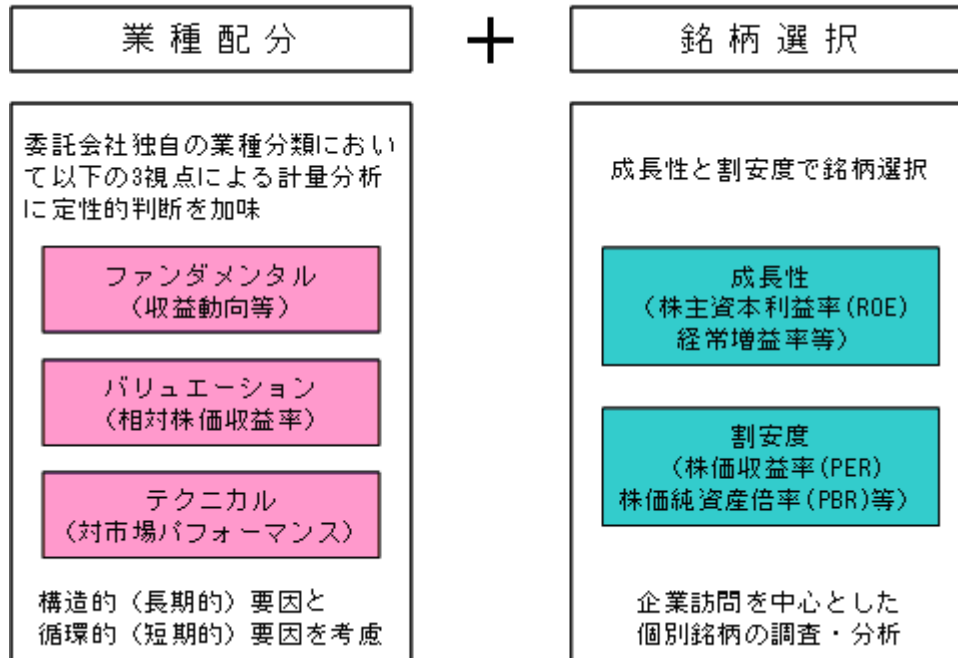 業種配分
＋
銘柄選択
委託会社独自の業種分類におい
て以下の3視点による計量分析
に定性的判断を加味
ファンダメンタル
（収益動向等）
バリュエーション
（相対株価収益率）
テクニカル
（対市場パフォーマンス）
構造的（長期的）要因と
循環的（短期的）要因を考慮
成長性と割安度で銘柄選択
成長性
（株主資本利益率(ROE)
経常増益率等）
割安度
（株価収益率(PER)
株価純資産倍率(PBR)等）
企業訪問を中心とした
個別銘柄の調査・分析